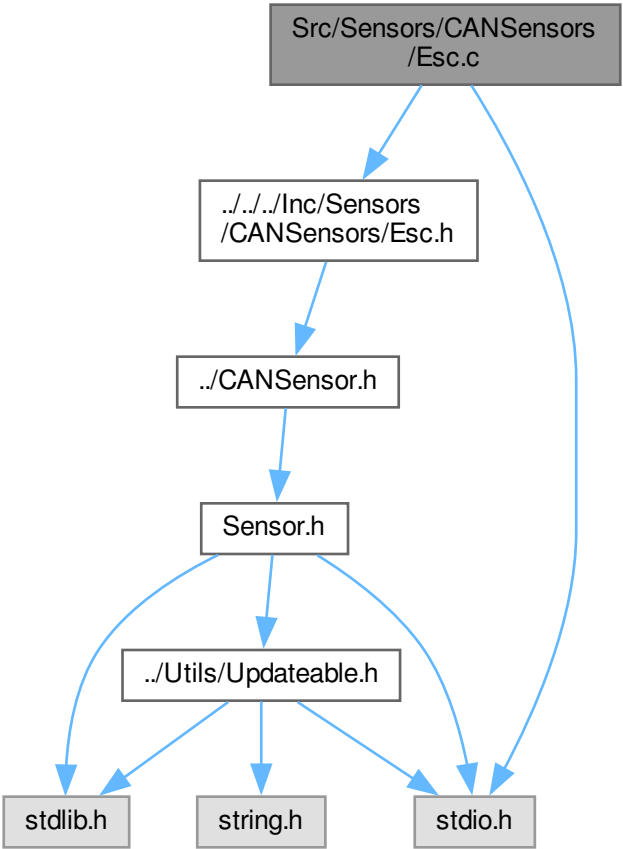 Src/Sensors/CANSensors
/Esc.c
../../../Inc/Sensors
/CANSensors/Esc.h
../CANSensor.h
Sensor.h
../Utils/Updateable.h
stdlib.h
string.h
stdio.h